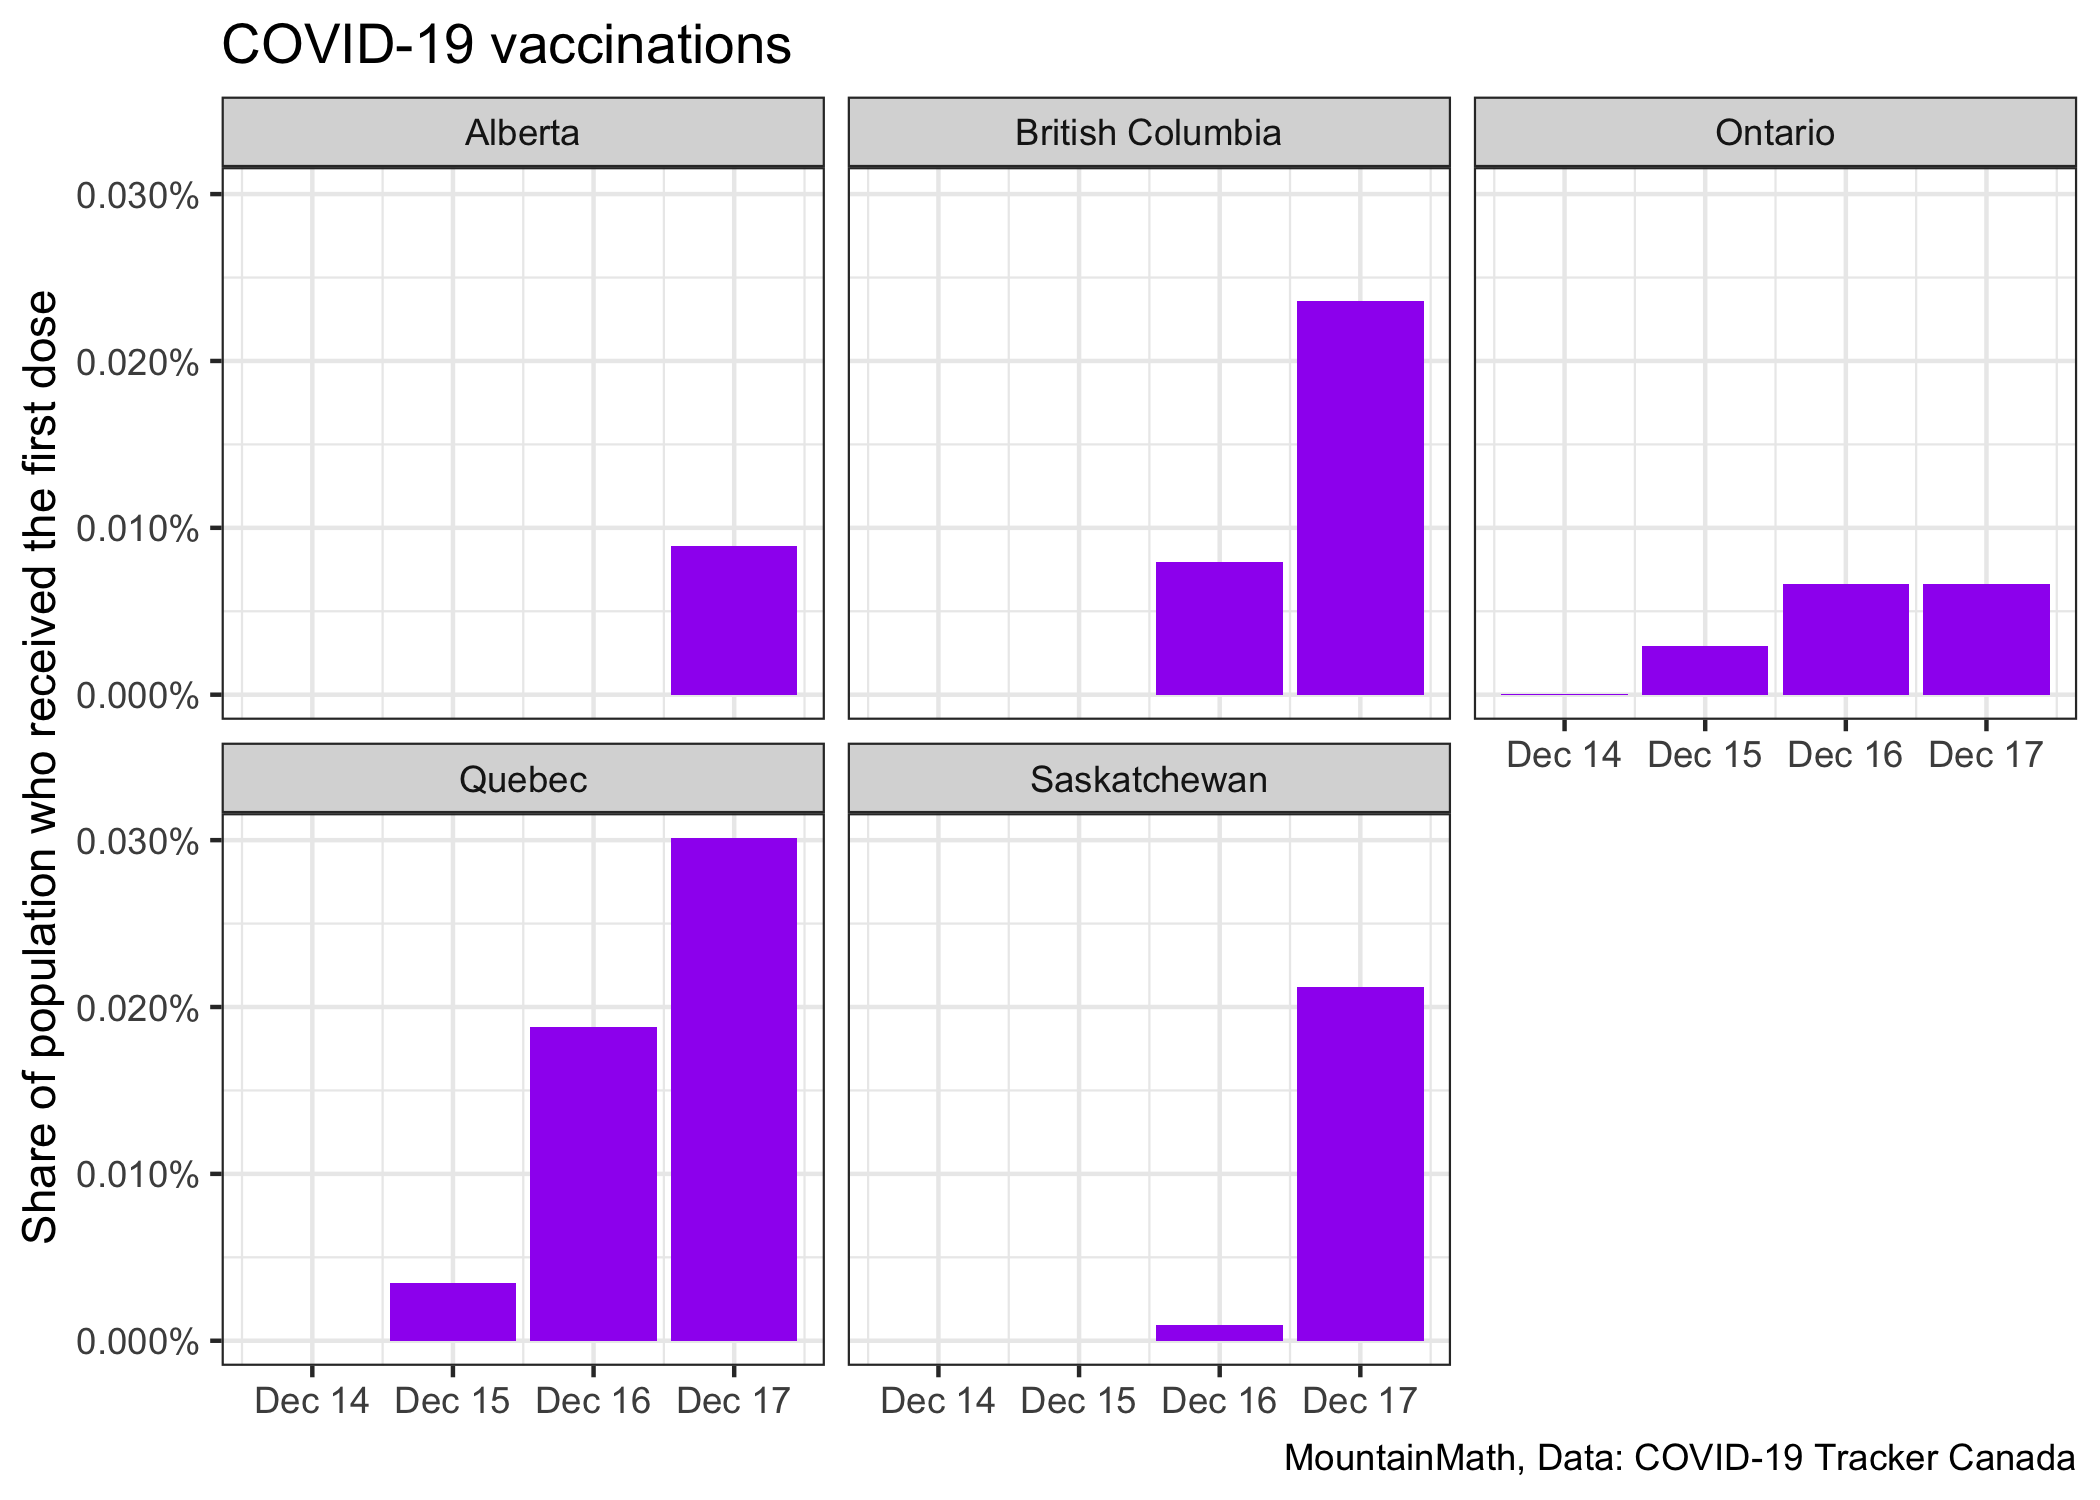 COVID-19 vaccinations
Share of population who received the first dose
Alberta
British Columbia
Ontario
0.030%
0.020%
0.010%
0.000%
Dec 14 Dec 15 Dec 16 Dec 17
Quebec
Saskatchewan
0.030%
0.020%
0.010%
0.000%
Dec 14 Dec 15 Dec 16 Dec 17
Dec 14 Dec 15 Dec 16 Dec 17
MountainMath, Data: COVID-19 Tracker Canada